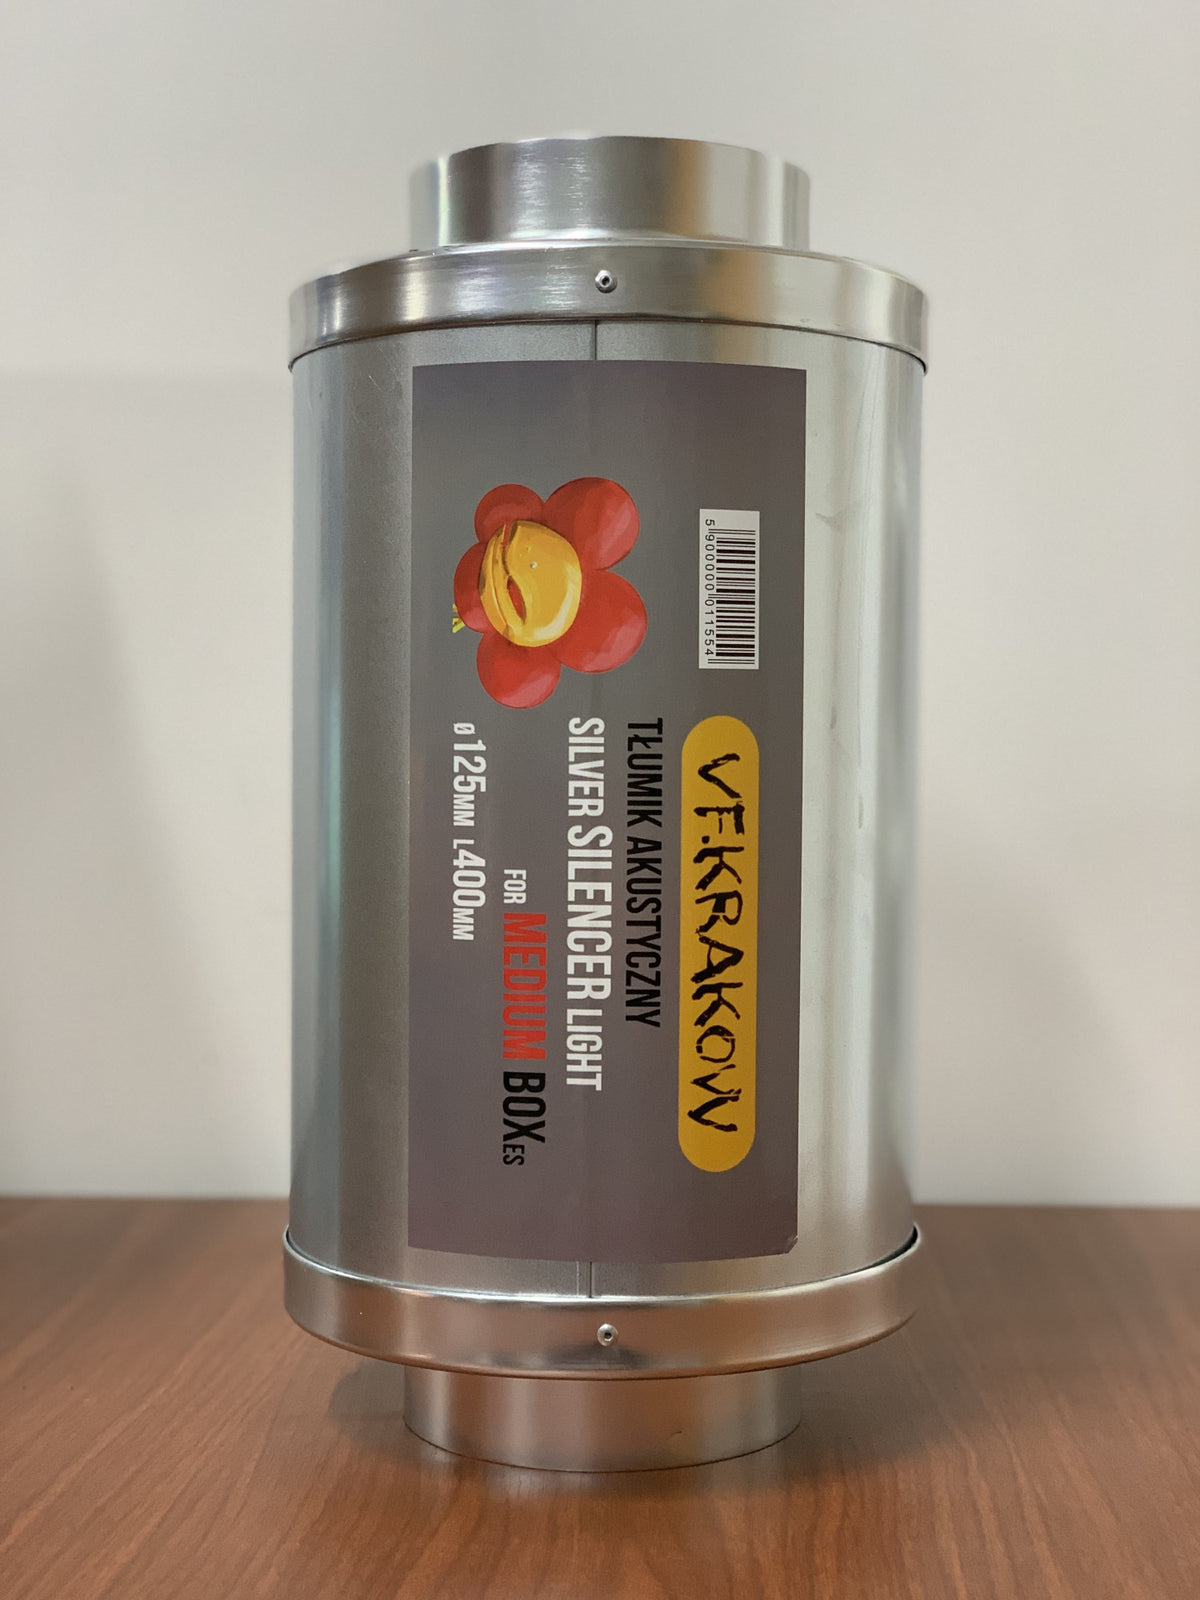 VF.KRAKOW
TŁUMIK AKUSTYCZNY
SILVER SILENCER LIGHT
FOR MEDIUM BOXES
Ø125MM L400MM
5900000011554